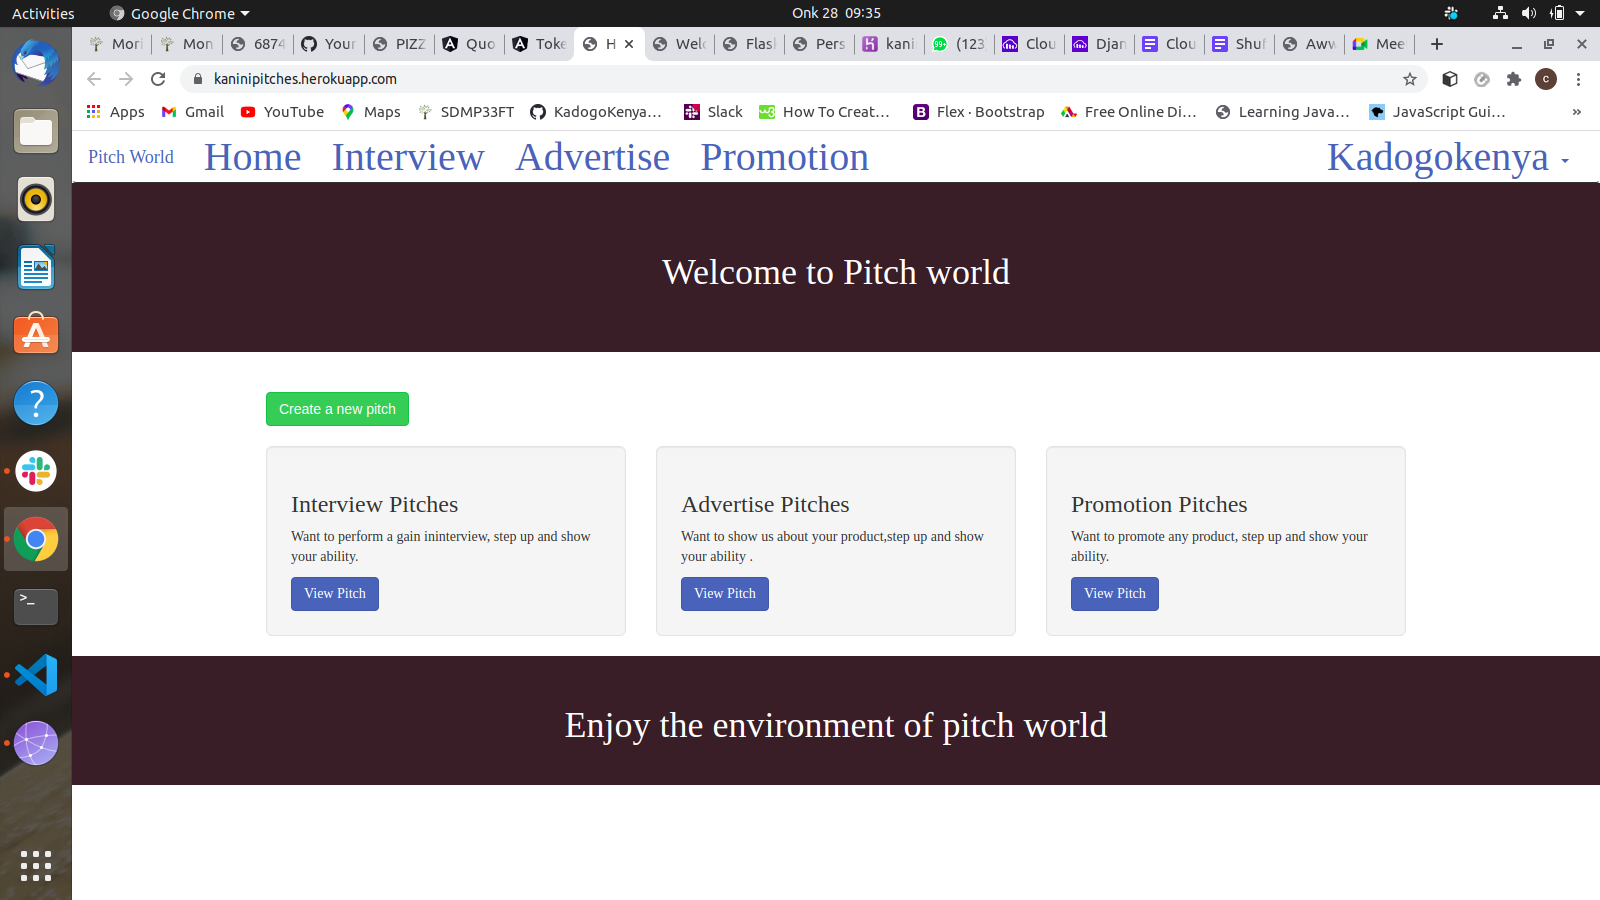 Activities
Google Chrome
Onk 28 09:35
Mori
Mon
6874
Your
PIZZ
Quo
Toke
H
Welc
Flas
Pers
kani
(123
Clou
Djan
Clou
Shuf
Aww
Mee
kaninipitches.herokuapp.com
C
Apps
Gmail
YouTube
Maps
SDMP33FT
KadogoKenya...
Slack
How To Creat...
Flex · Bootstrap
Free Online Di...
Learning Java...
JavaScript Gui...
»
Pitch World
Home
Interview
Advertise
Promotion
Kadogokenya
Welcome to Pitch world
Create a new pitch
Interview Pitches
Want to perform a gain ininterview, step up and show
your ability.
View Pitch
Advertise Pitches
Want to show us about your product,step up and show
your ability .
View Pitch
Promotion Pitches
Want to promote any product, step up and show your
ability.
View Pitch
Enjoy the environment of pitch world